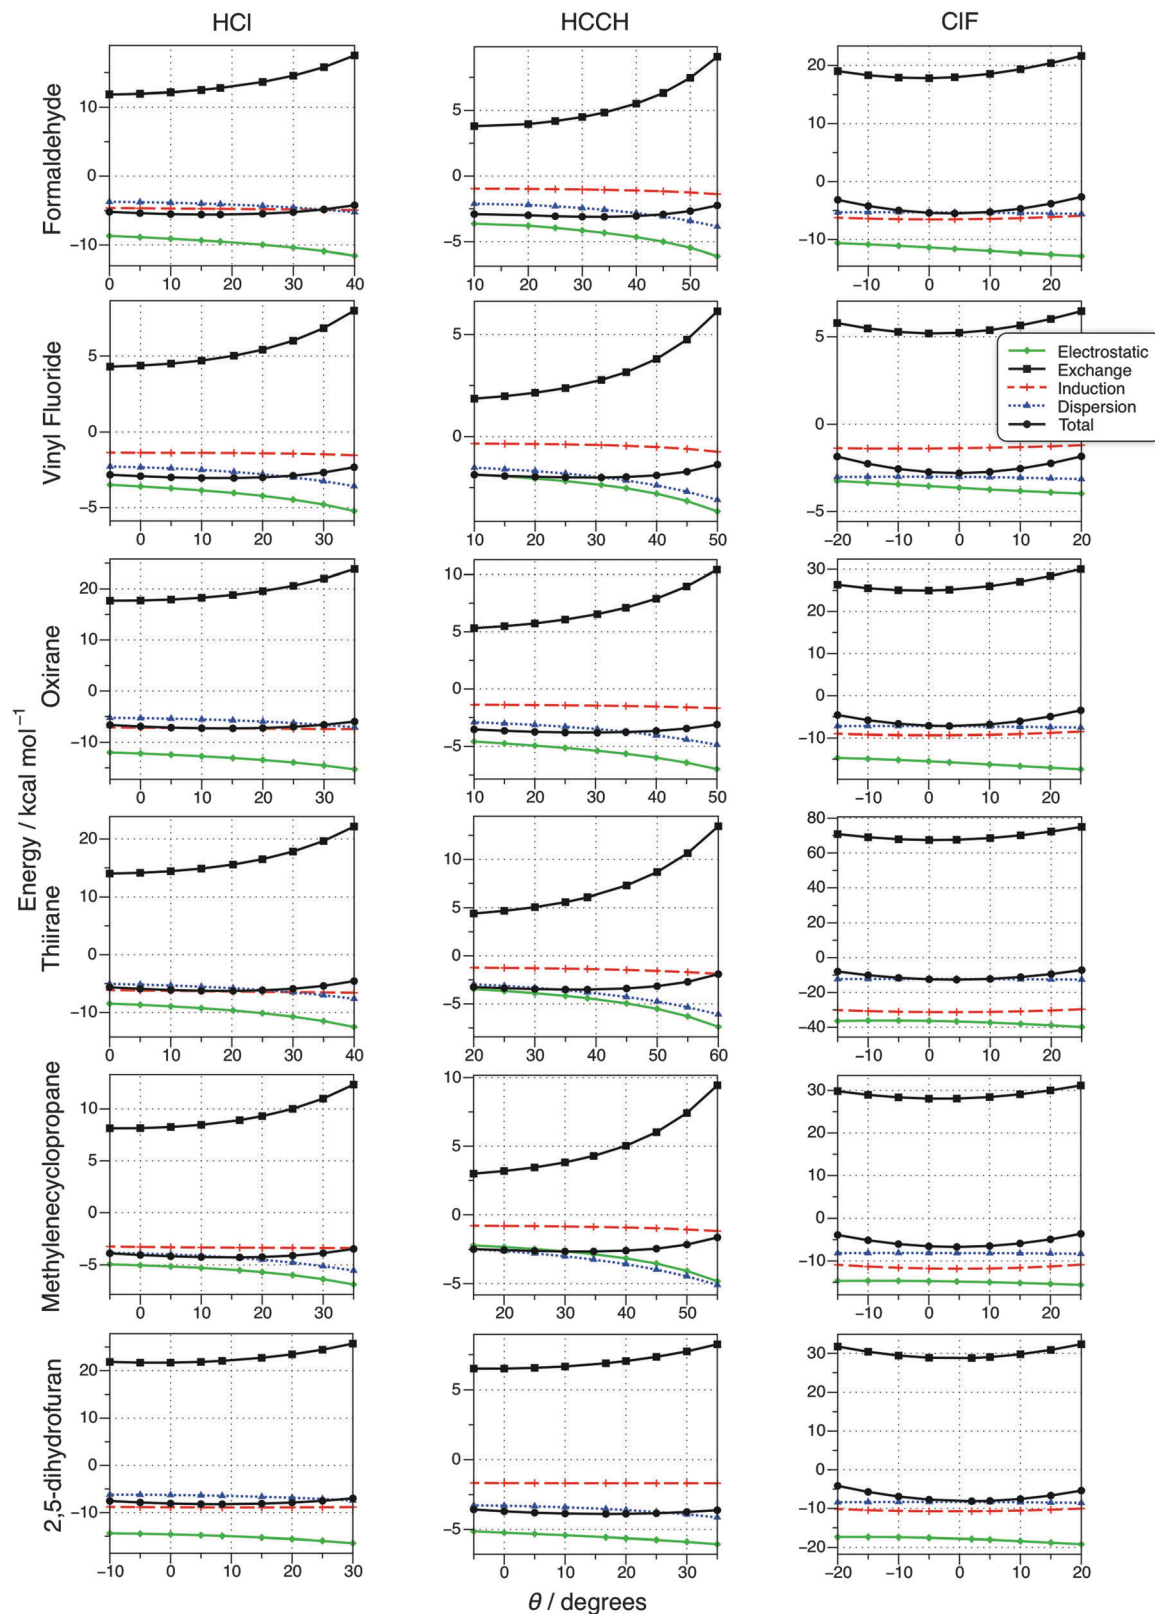 HCl
HCCH
ClF
Formaldehyde
10
0
−10
0 10 20 30 40
5
0
−5
10 20 30 40 50
20
10
0
−10
−10 0 10 20
Vinyl Fluoride
5
0
−5
0 10 20 30
5
0
10 20 30 40 50
5
0
−5
−20 −10 0 10 20
Electrostatic
Exchange
Induction
Dispersion
Total
Energy / kcal mol−1
Oxirane
20
10
0
−10
0 10 20 30
10
5
0
−5
10 20 30 40 50
30
20
10
0
−10
−10 0 10 20
Thiirane
20
10
0
−10
0 10 20 30 40
10
5
0
−5
20 30 40 50 60
80
60
40
20
0
−20
−40
−10 0 10 20
Methylenecyclopropane
10
5
0
−5
0 10 20 30
10
5
0
−5
20 30 40 50
30
20
10
0
−10
−10 0 10 20
2,5-dihydrofuran
20
10
0
−10
−10 0 10 20 30
5
0
−5
0 10 20 30
30
20
10
0
−10
−20
−20 −10 0 10 20
θ / degrees